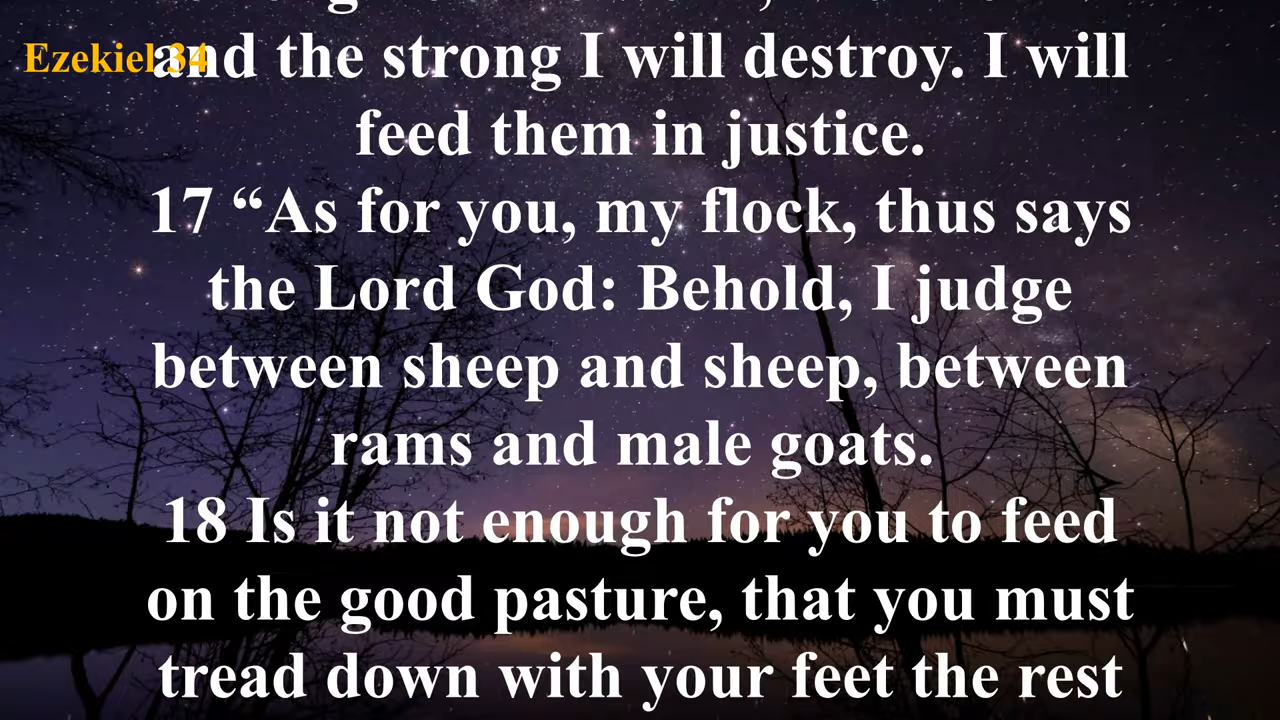 Ezekiel 34
and the strong I will destroy. I will
feed them in justice.
17 “As for you, my flock, thus says
the Lord God: Behold, I judge
between sheep and sheep, between
rams and male goats.
18 Is it not enough for you to feed
on the good pasture, that you must
tread down with your feet the rest